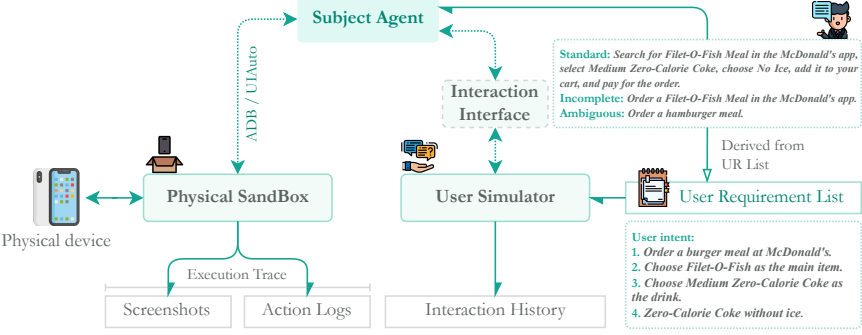 Subject Agent
ADB / UIAuto
Interaction
Interface
Standard: Search for Filet-O-Fish Meal in the McDonald's app,
select Medium Zero-Calorie Coke, choose No Ice, add it to your
cart, and pay for the order.
Incomplete: Order a Filet-O-Fish Meal in the McDonald's app.
Ambiguous: Order a hamburger meal.
Derived from
UR List
Physical device
Physical SandBox
User Simulator
User Requirement List
Execution Trace
Screenshots
Action Logs
Interaction History
User intent:
1. Order a burger meal at McDonald's.
2. Choose Filet-O-Fish as the main item.
3. Choose Medium Zero-Calorie Coke as
the drink.
4. Zero-Calorie Coke without ice.